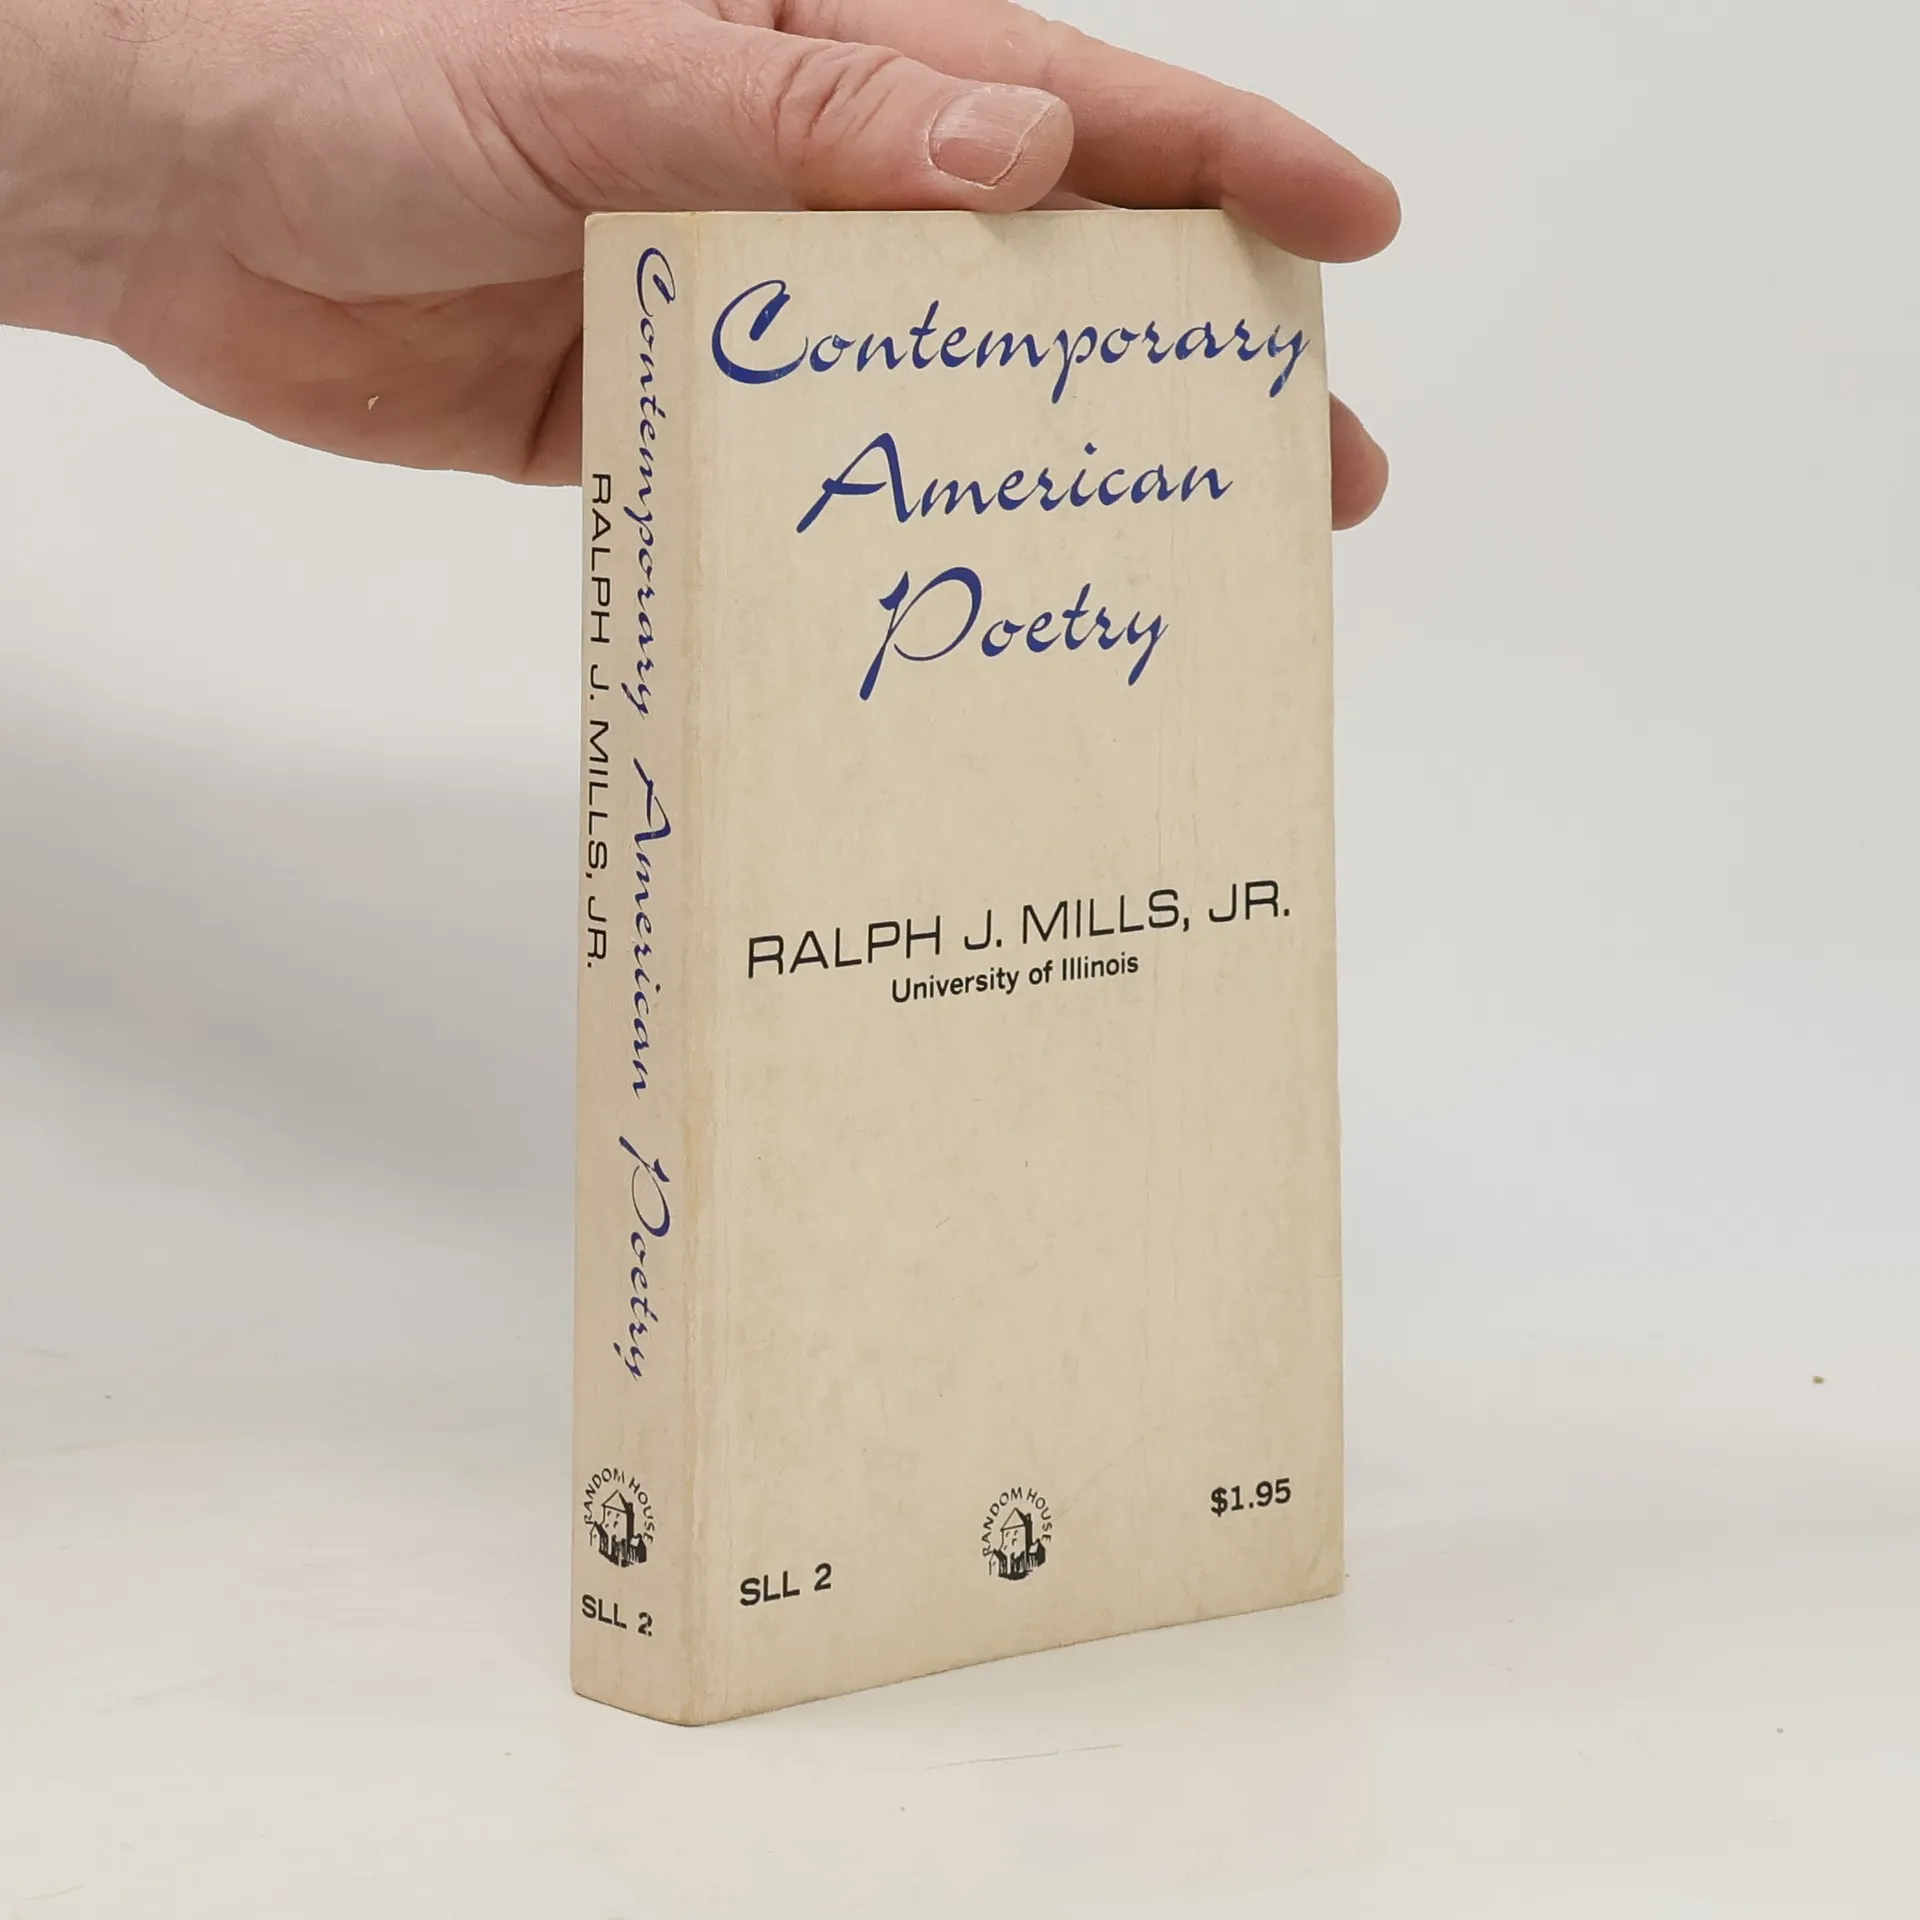 Contemporary American Poetry
RALPH J. MILLS, JR.
RANDOM HOUSE
SLL 2
Contemporary
American
Poetry
RALPH J. MILLS, JR.
University of Illinois
$1.95
RANDOM HOUSE
SLL 2